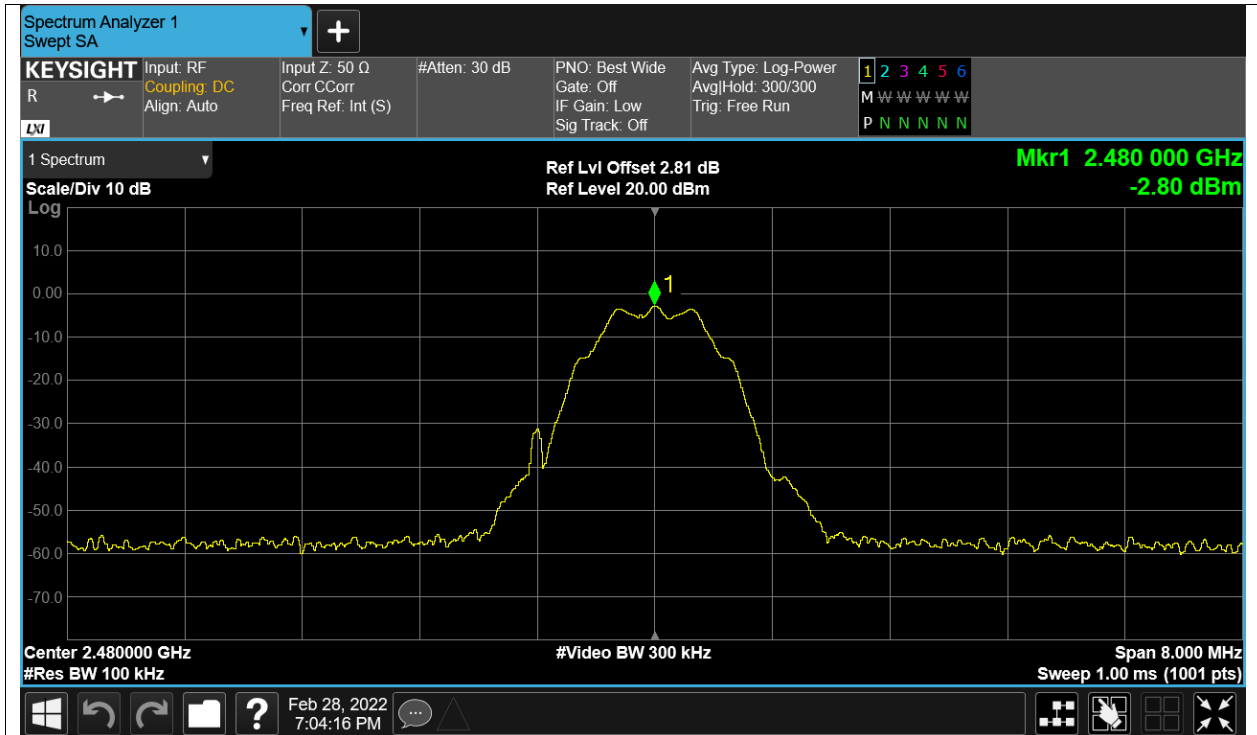 Spectrum Analyzer 1
Swept SA
▼
+
KEYSIGHT
R
LXI
Input: RF
Coupling: DC
Align: Auto
Input Z: 50 Ω
Corr CCorr
Freq Ref: Int (S)
#Atten: 30 dB
PNO: Best Wide
Gate: Off
IF Gain: Low
Sig Track: Off
Avg Type: Log-Power
Avg|Hold: 300/300
Trig: Free Run
1 2 3 4 5 6
M W W W W W
P N N N N N
1 Spectrum ▼
Scale/Div 10 dB
Log
Ref Lvl Offset 2.81 dB
Ref Level 20.00 dBm
Mkr1 2.480 000 GHz
-2.80 dBm
10.0
0.00
-10.0
-20.0
-30.0
-40.0
-50.0
-60.0
-70.0
1
Center 2.480000 GHz
#Res BW 100 kHz
#Video BW 300 kHz
Span 8.000 MHz
Sweep 1.00 ms (1001 pts)
?
Feb 28, 2022
7:04:16 PM